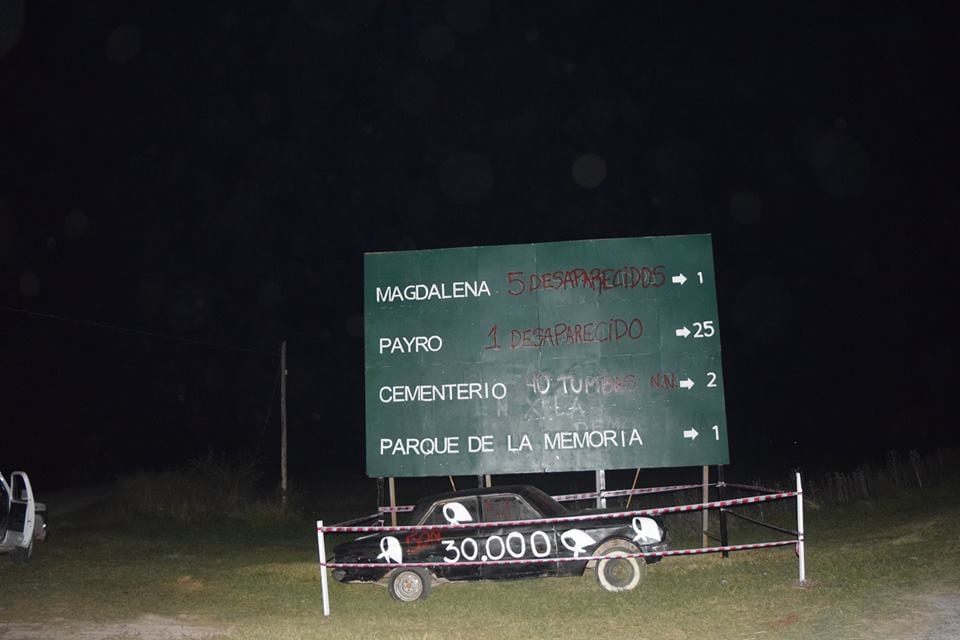 MAGDALENA 5 DESAPARECIDOS 1
PAYRO 1 DESAPARECIDO 25
CEMENTERIO 40 TUMBAS N.N. 2
PARQUE DE LA MEMORIA 1
SON 30.000